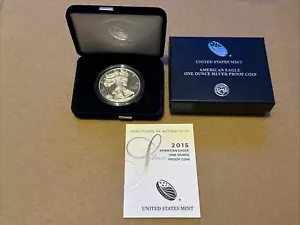 UNITED STATES MINT
AMERICAN EAGLE
ONE OUNCE SILVER PROOF COIN
CERTIFICATE OF AUTHENTICITY
2015
AMERICAN EAGLE
ONE OUNCE
PROOF COIN
UNITED STATES MINT